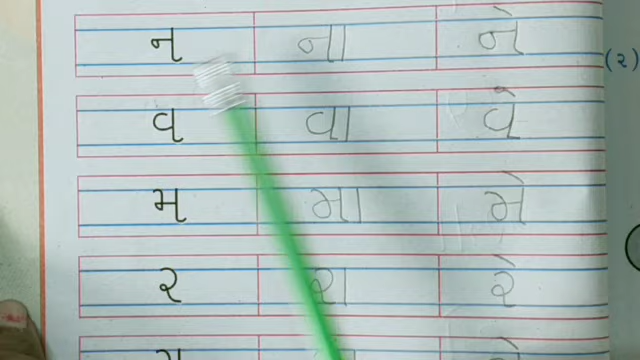 ન ના ને
(૨)
વ વા વે
મ મા મે
ર રા રે